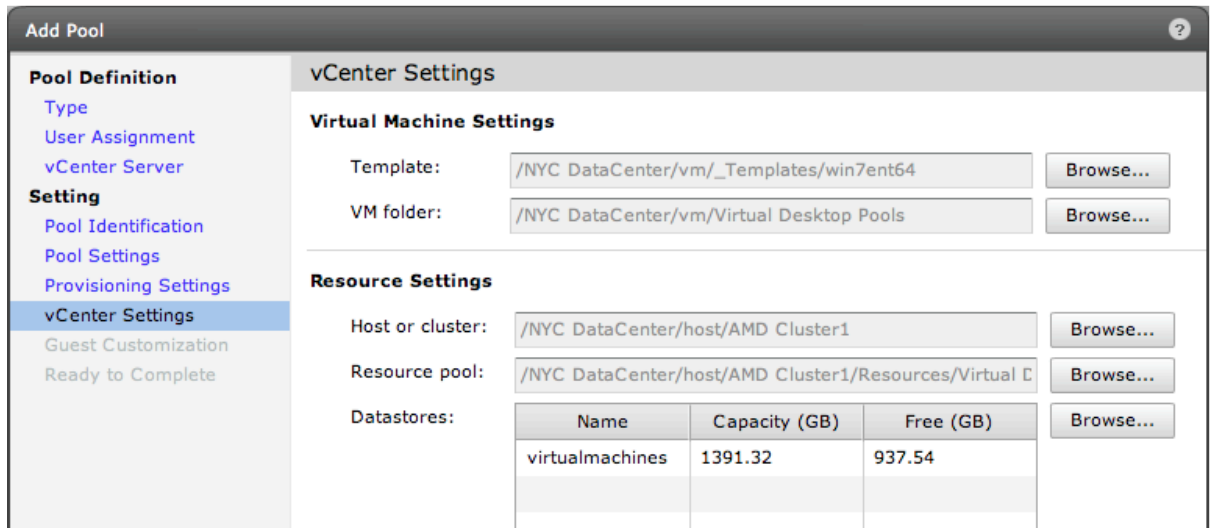 Add Pool ?
Pool Definition
Type
User Assignment
vCenter Server
Setting
Pool Identification
Pool Settings
Provisioning Settings
vCenter Settings
Guest Customization
Ready to Complete
vCenter Settings
Virtual Machine Settings
Template: /NYC DataCenter/vm/_Templates/win7ent64 Browse...
VM folder: /NYC DataCenter/vm/Virtual Desktop Pools Browse...
Resource Settings
Host or cluster: /NYC DataCenter/host/AMD Cluster1 Browse...
Resource pool: /NYC DataCenter/host/AMD Cluster1/Resources/Virtual D Browse...
Datastores: Name Capacity (GB) Free (GB) Browse...
virtualmachines 1391.32 937.54